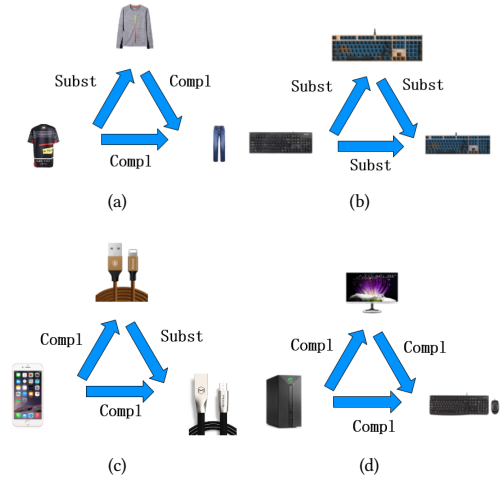 Subst Compl
Compl
(a)
Subst Subst
Subst
(b)
Compl Subst
Compl
(c)
Compl Compl
Compl
(d)